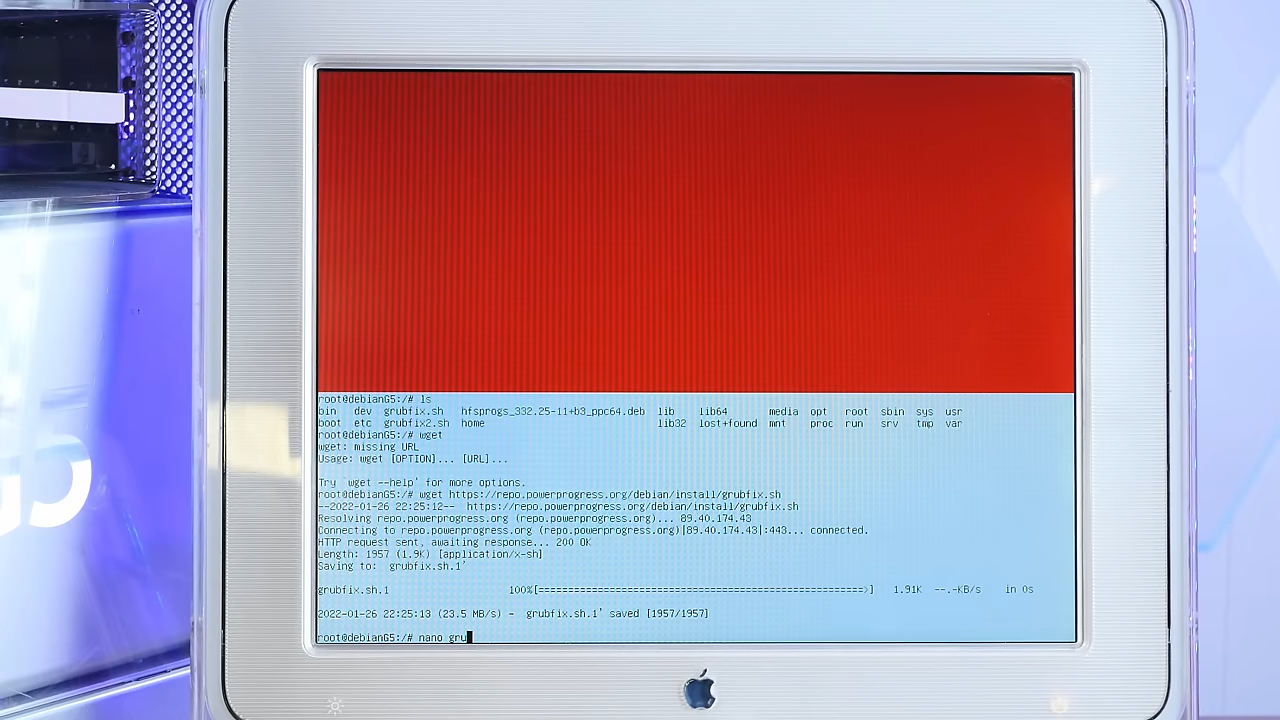 root@debianG5:/# ls
bin dev grubfix.sh hfsprogs_332.25-11+b3_ppc64.deb lib lib64 media opt root sbin sys usr
boot etc grubfix2.sh home lib32 lost+found mnt proc run srv tmp var
root@debianG5:/# wget
wget: missing URL
Usage: wget [OPTION]... [URL]...
Try `wget --help' for more options.
root@debianG5:/# wget https://repo.powerprogress.org/debian/install/grubfix.sh
--2022-01-26 22:25:12-- https://repo.powerprogress.org/debian/install/grubfix.sh
Resolving repo.powerprogress.org (repo.powerprogress.org)... 89.40.174.43
Connecting to repo.powerprogress.org (repo.powerprogress.org)|89.40.174.43|:443... connected.
HTTP request sent, awaiting response... 200 OK
Length: 1957 (1.9K) [application/x-sh]
Saving to: `grubfix.sh.1'
grubfix.sh.1 100%[=======================================================>] 1.91K --.-KB/s in 0s
2022-01-26 22:25:13 (23.5 MB/s) - `grubfix.sh.1' saved [1957/1957]
root@debianG5:/# nano gru